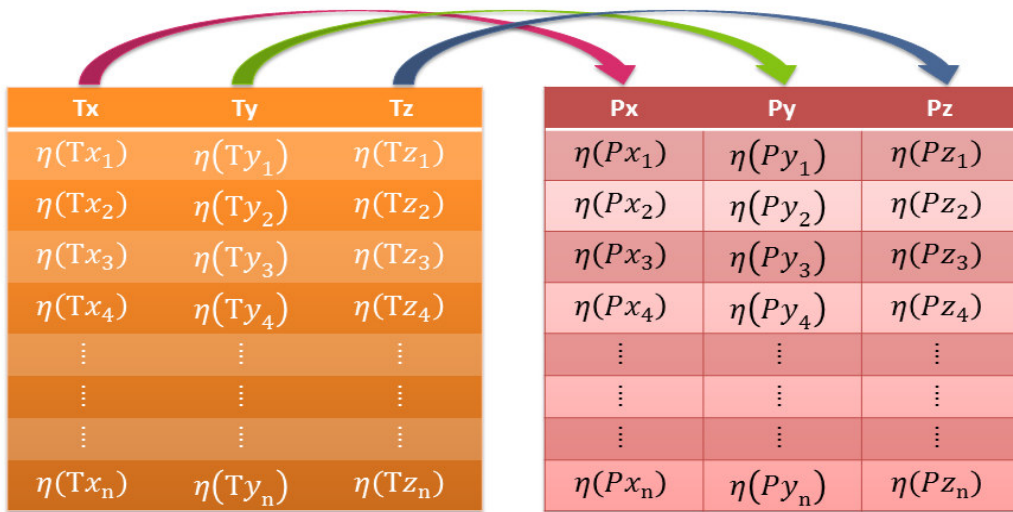 Tx Ty Tz Px Py Pz
η(Tx₁) η(Ty₁) η(Tz₁) η(Px₁) η(Py₁) η(Pz₁)
η(Tx₂) η(Ty₂) η(Tz₂) η(Px₂) η(Py₂) η(Pz₂)
η(Tx₃) η(Ty₃) η(Tz₃) η(Px₃) η(Py₃) η(Pz₃)
η(Tx₄) η(Ty₄) η(Tz₄) η(Px₄) η(Py₄) η(Pz₄)
⁞ ⁞ ⁞ ⁞ ⁞ ⁞
⁞ ⁞ ⁞ ⁞ ⁞ ⁞
⁞ ⁞ ⁞ ⁞ ⁞ ⁞
η(Txₙ) η(Tyₙ) η(Tzₙ) η(Pxₙ) η(Pyₙ) η(Pzₙ)